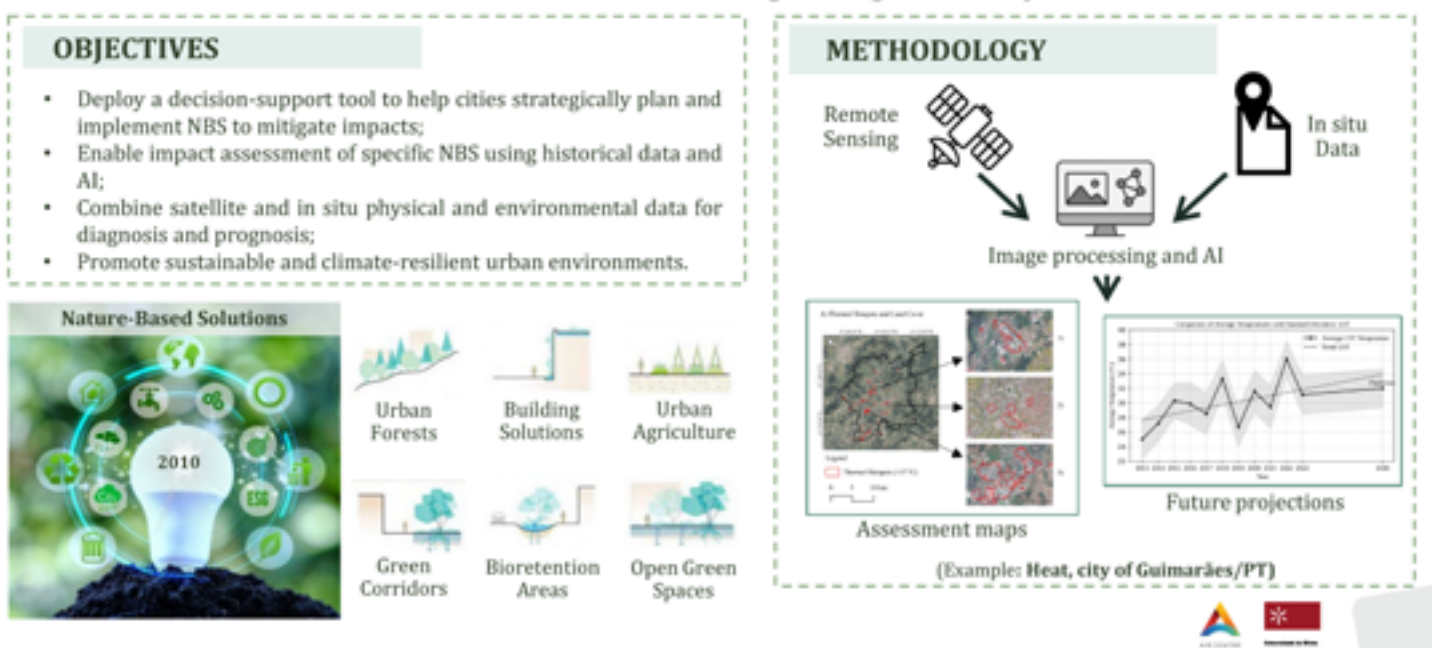 OBJECTIVES
• Deploy a decision-support tool to help cities strategically plan and
implement NBS to mitigate impacts;
• Enable impact assessment of specific NBS using historical data and
AI;
• Combine satellite and in situ physical and environmental data for
diagnosis and prognosis;
• Promote sustainable and climate-resilient urban environments.
Nature-Based Solutions
2010
ESG
Urban
Forests
Building
Solutions
Urban
Agriculture
Green
Corridors
Bioretention
Areas
Open Green
Spaces
METHODOLOGY
Remote
Sensing
In situ
Data
Image processing and AI
Assessment maps
Future projections
(Example: Heat, city of Guimarães/PT)